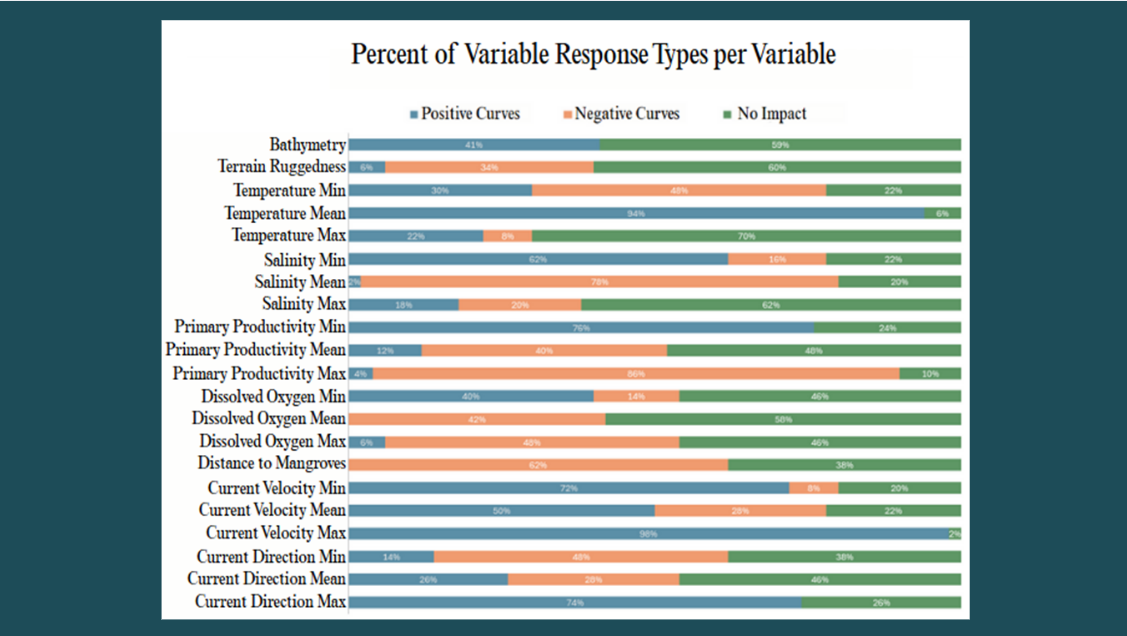 Percent of Variable Response Types per Variable
Positive Curves Negative Curves No Impact
Bathymetry 41% 59%
Terrain Ruggedness 6% 34% 60%
Temperature Min 30% 48% 22%
Temperature Mean 94% 6%
Temperature Max 22% 8% 70%
Salinity Min 62% 16% 22%
Salinity Mean 2% 78% 20%
Salinity Max 18% 20% 62%
Primary Productivity Min 76% 24%
Primary Productivity Mean 12% 40% 48%
Primary Productivity Max 4% 86% 10%
Dissolved Oxygen Min 40% 14% 46%
Dissolved Oxygen Mean 42% 58%
Dissolved Oxygen Max 6% 48% 46%
Distance to Mangroves 62% 38%
Current Velocity Min 72% 8% 20%
Current Velocity Mean 50% 28% 22%
Current Velocity Max 98% 2%
Current Direction Min 14% 48% 38%
Current Direction Mean 26% 28% 46%
Current Direction Max 74% 26%